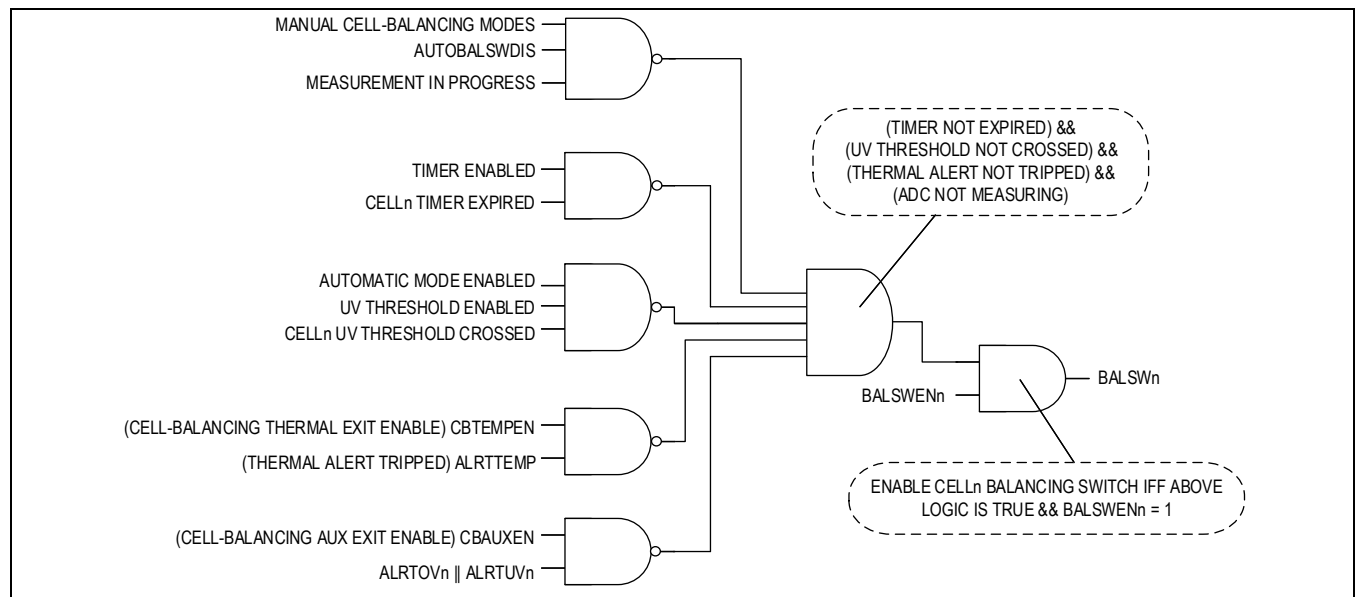 MANUAL CELL-BALANCING MODES
AUTOBALSWDIS
MEASUREMENT IN PROGRESS
TIMER ENABLED
CELLn TIMER EXPIRED
AUTOMATIC MODE ENABLED
UV THRESHOLD ENABLED
CELLn UV THRESHOLD CROSSED
(CELL-BALANCING THERMAL EXIT ENABLE) CBTEMPEN
(THERMAL ALERT TRIPPED) ALRTTEMP
(CELL-BALANCING AUX EXIT ENABLE) CBAUXEN
ALRTOVn || ALRTUVn
(TIMER NOT EXPIRED) &&
(UV THRESHOLD NOT CROSSED) &&
(THERMAL ALERT NOT TRIPPED) &&
(ADC NOT MEASURING)
BALSWENn
BALSWn
ENABLE CELLn BALANCING SWITCH IFF ABOVE
LOGIC IS TRUE && BALSWENn = 1